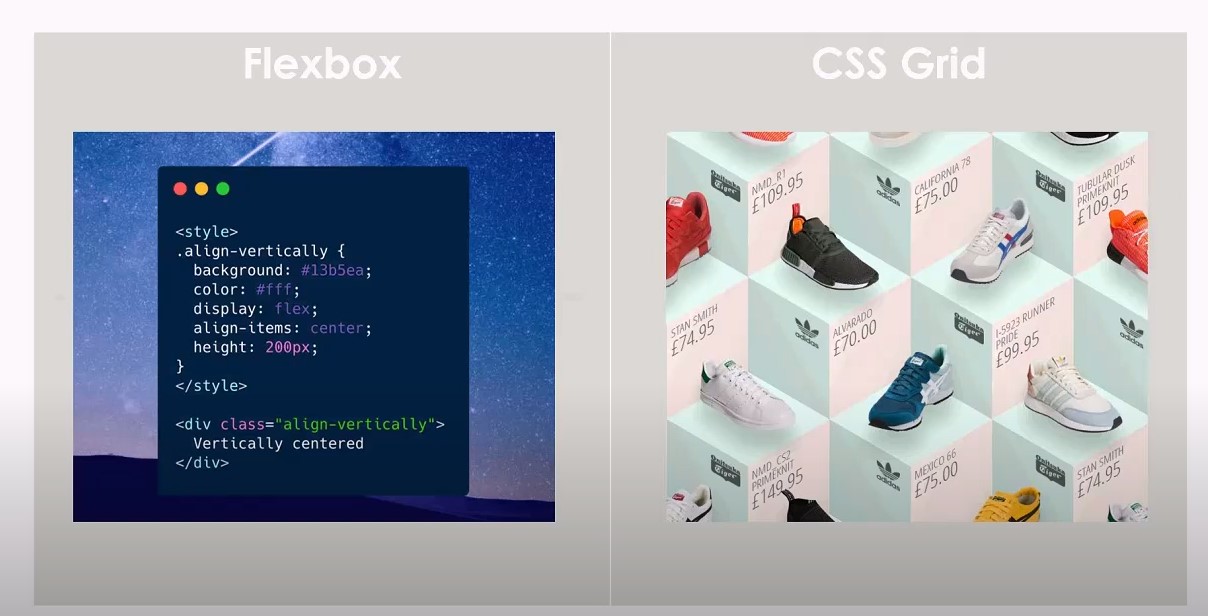 Flexbox
CSS Grid
<style>
.align-vertically {
background: #13b5ea;
color: #fff;
display: flex;
align-items: center;
height: 200px;
}
</style>
<div class="align-vertically">
Vertically centered
</div>
Onitsuka
Tiger
NMD_R1
£109.95
adidas
CALIFORNIA 78
£75.00
Onitsuka
Tiger
TUBULAR DUSK
PRIMEKNIT
£109.95
STAN SMITH
£74.95
adidas
ALVARADO
£70.00
Onitsuka
Tiger
I-5923 RUNNER
PRIDE
£99.95
adidas
Onitsuka
Tiger
NMD_CS2
PRIMEKNIT
£149.95
adidas
MEXICO 66
£75.00
Onitsuka
Tiger
STAN SMITH
£74.95